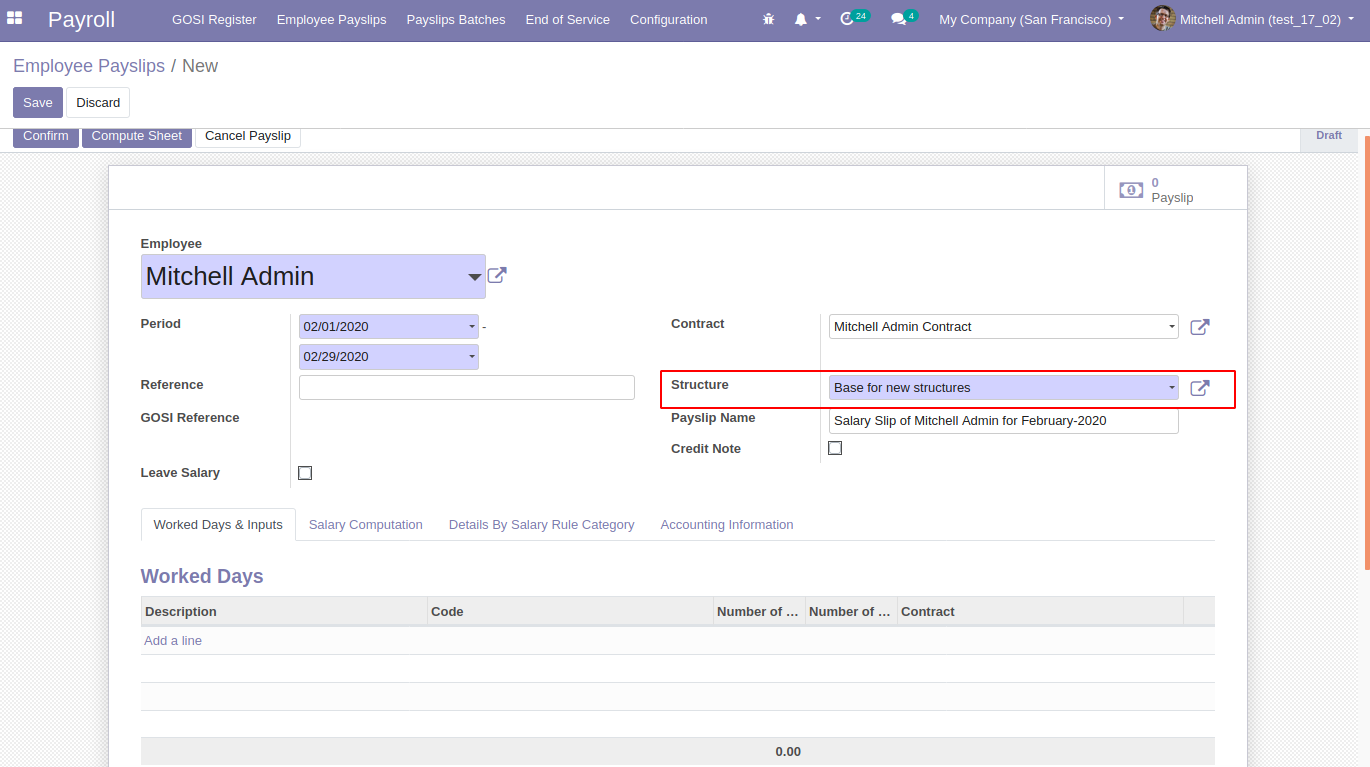 Payroll GOSI Register Employee Payslips Payslips Batches End of Service Configuration 24 4 My Company (San Francisco) Mitchell Admin (test_17_02)
Employee Payslips / New
Save Discard
Confirm Compute Sheet Cancel Payslip Draft
0
Payslip
Employee
Mitchell Admin
Period 02/01/2020 - Contract Mitchell Admin Contract
02/29/2020
Reference Structure Base for new structures
GOSI Reference Payslip Name Salary Slip of Mitchell Admin for February-2020
Credit Note
Leave Salary
Worked Days & Inputs Salary Computation Details By Salary Rule Category Accounting Information
Worked Days
Description Code Number of ... Number of ... Contract
Add a line
0.00